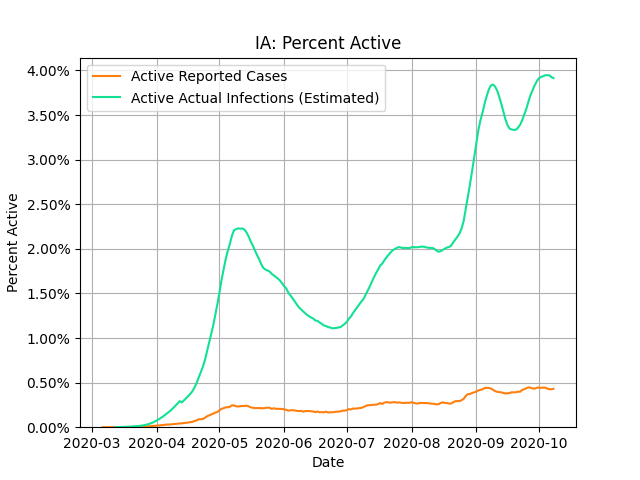 IA: Percent Active
Active Reported Cases
Active Actual Infections (Estimated)
4.00%
3.50%
3.00%
2.50%
2.00%
1.50%
1.00%
0.50%
0.00%
Percent Active
2020-03 2020-04 2020-05 2020-06 2020-07 2020-08 2020-09 2020-10
Date